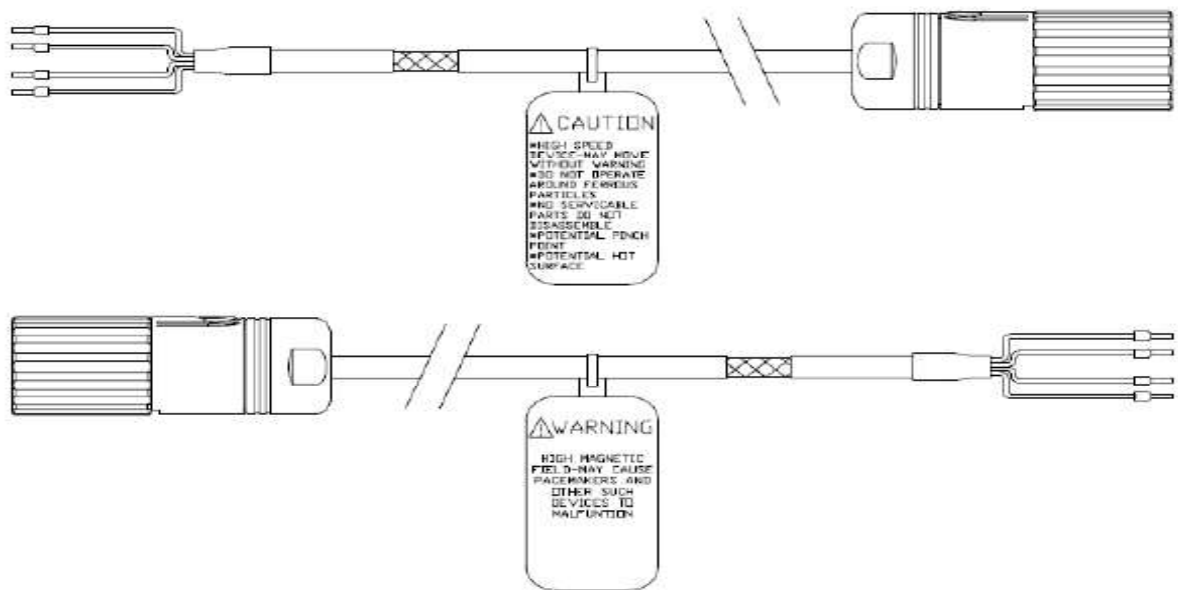 ⚠ CAUTION
*HIGH SPEED
DEVICE-MAY MOVE
WITHOUT WARNING
*DO NOT OPERATE
AROUND FERROUS
PARTICLES
*NO SERVICABLE
PARTS DO NOT
DISASSEMBLE
*POTENTIAL PINCH
POINT
*POTENTIAL HOT
SURFACE
⚠WARNING
HIGH MAGNETIC
FIELD-MAY CAUSE
PACEMAKERS AND
OTHER SUCH
DEVICES TO
MALFUNTION